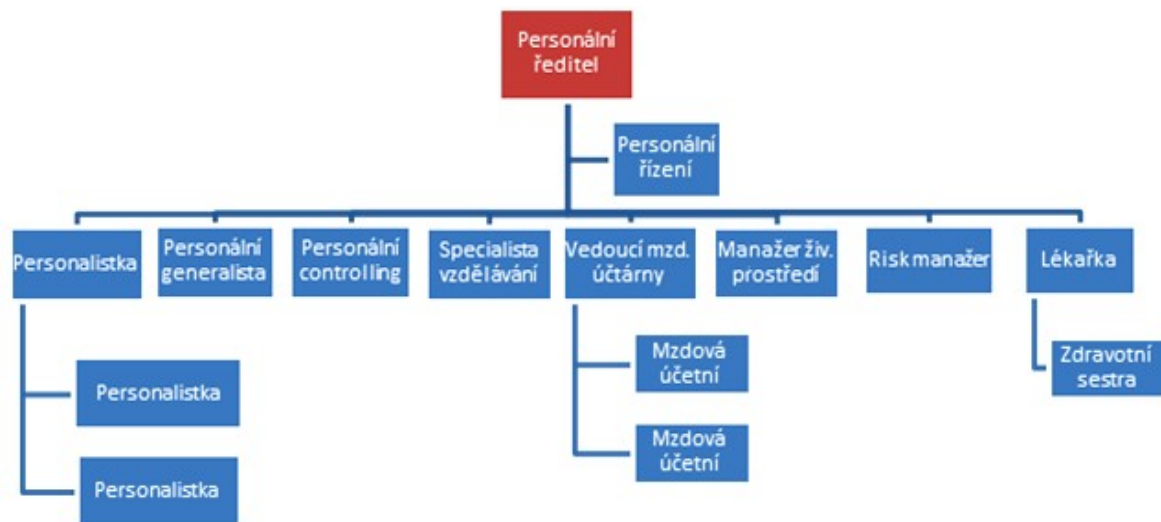 Personální
ředitel
Personální
řízení
Personalistka
Personální
generalista
Personální
controlling
Specialista
vzdělávání
Vedoucí mzd.
účtárny
Manažer živ.
prostředí
Risk manažer
Lékařka
Mzdová
účetní
Zdravotní
sestra
Personalistka
Mzdová
účetní
Personalistka